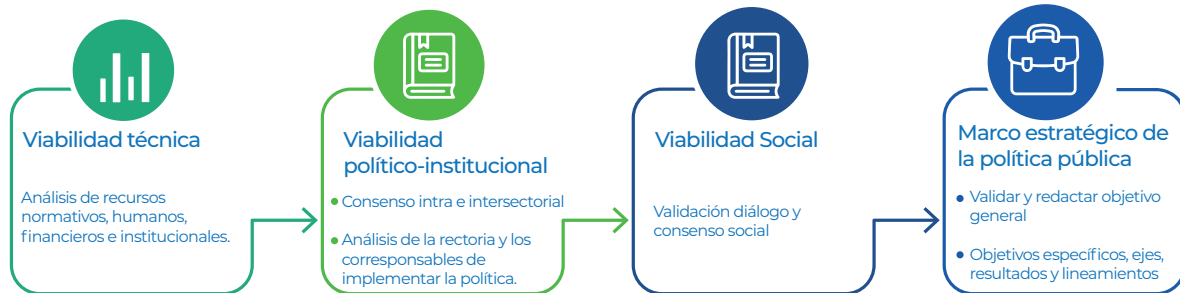 Viabilidad técnica
Análisis de recursos
normativos, humanos,
financieros e institucionales.
Viabilidad
político-institucional
• Consenso intra e intersectorial
• Análisis de la rectoria y los
corresponsables de
implementar la política.
Viabilidad Social
Validación diálogo y
consenso social
Marco estratégico de
la política pública
• Validar y redactar objetivo
general
• Objetivos específicos, ejes,
resultados y lineamientos